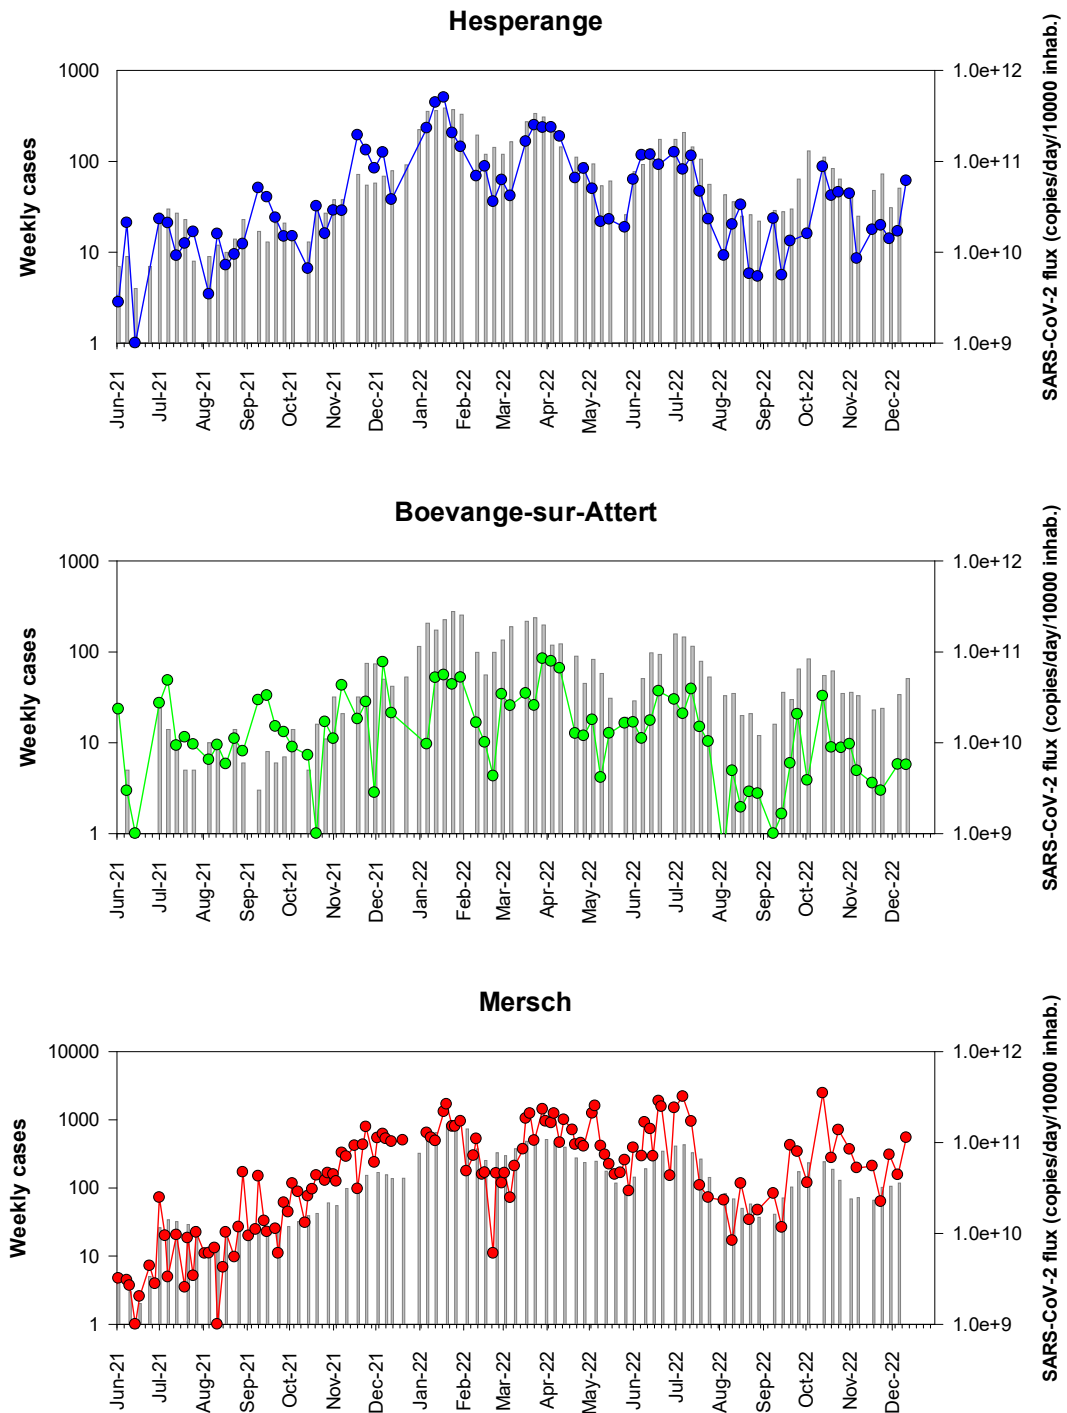 Hesperange
Weekly cases
1000
100
10
1
1.0e+12
1.0e+11
1.0e+10
1.0e+9
SARS-CoV-2 flux (copies/day/10000 inhab.)
Jun-21
Jul-21
Aug-21
Sep-21
Oct-21
Nov-21
Dec-21
Jan-22
Feb-22
Mar-22
Apr-22
May-22
Jun-22
Jul-22
Aug-22
Sep-22
Oct-22
Nov-22
Dec-22
Boevange-sur-Attert
Weekly cases
1000
100
10
1
1.0e+12
1.0e+11
1.0e+10
1.0e+9
SARS-CoV-2 flux (copies/day/10000 inhab.)
Jun-21
Jul-21
Aug-21
Sep-21
Oct-21
Nov-21
Dec-21
Jan-22
Feb-22
Mar-22
Apr-22
May-22
Jun-22
Jul-22
Aug-22
Sep-22
Oct-22
Nov-22
Dec-22
Mersch
Weekly cases
10000
1000
100
10
1
1.0e+12
1.0e+11
1.0e+10
1.0e+9
SARS-CoV-2 flux (copies/day/10000 inhab.)
Jun-21
Jul-21
Aug-21
Sep-21
Oct-21
Nov-21
Dec-21
Jan-22
Feb-22
Mar-22
Apr-22
May-22
Jun-22
Jul-22
Aug-22
Sep-22
Oct-22
Nov-22
Dec-22